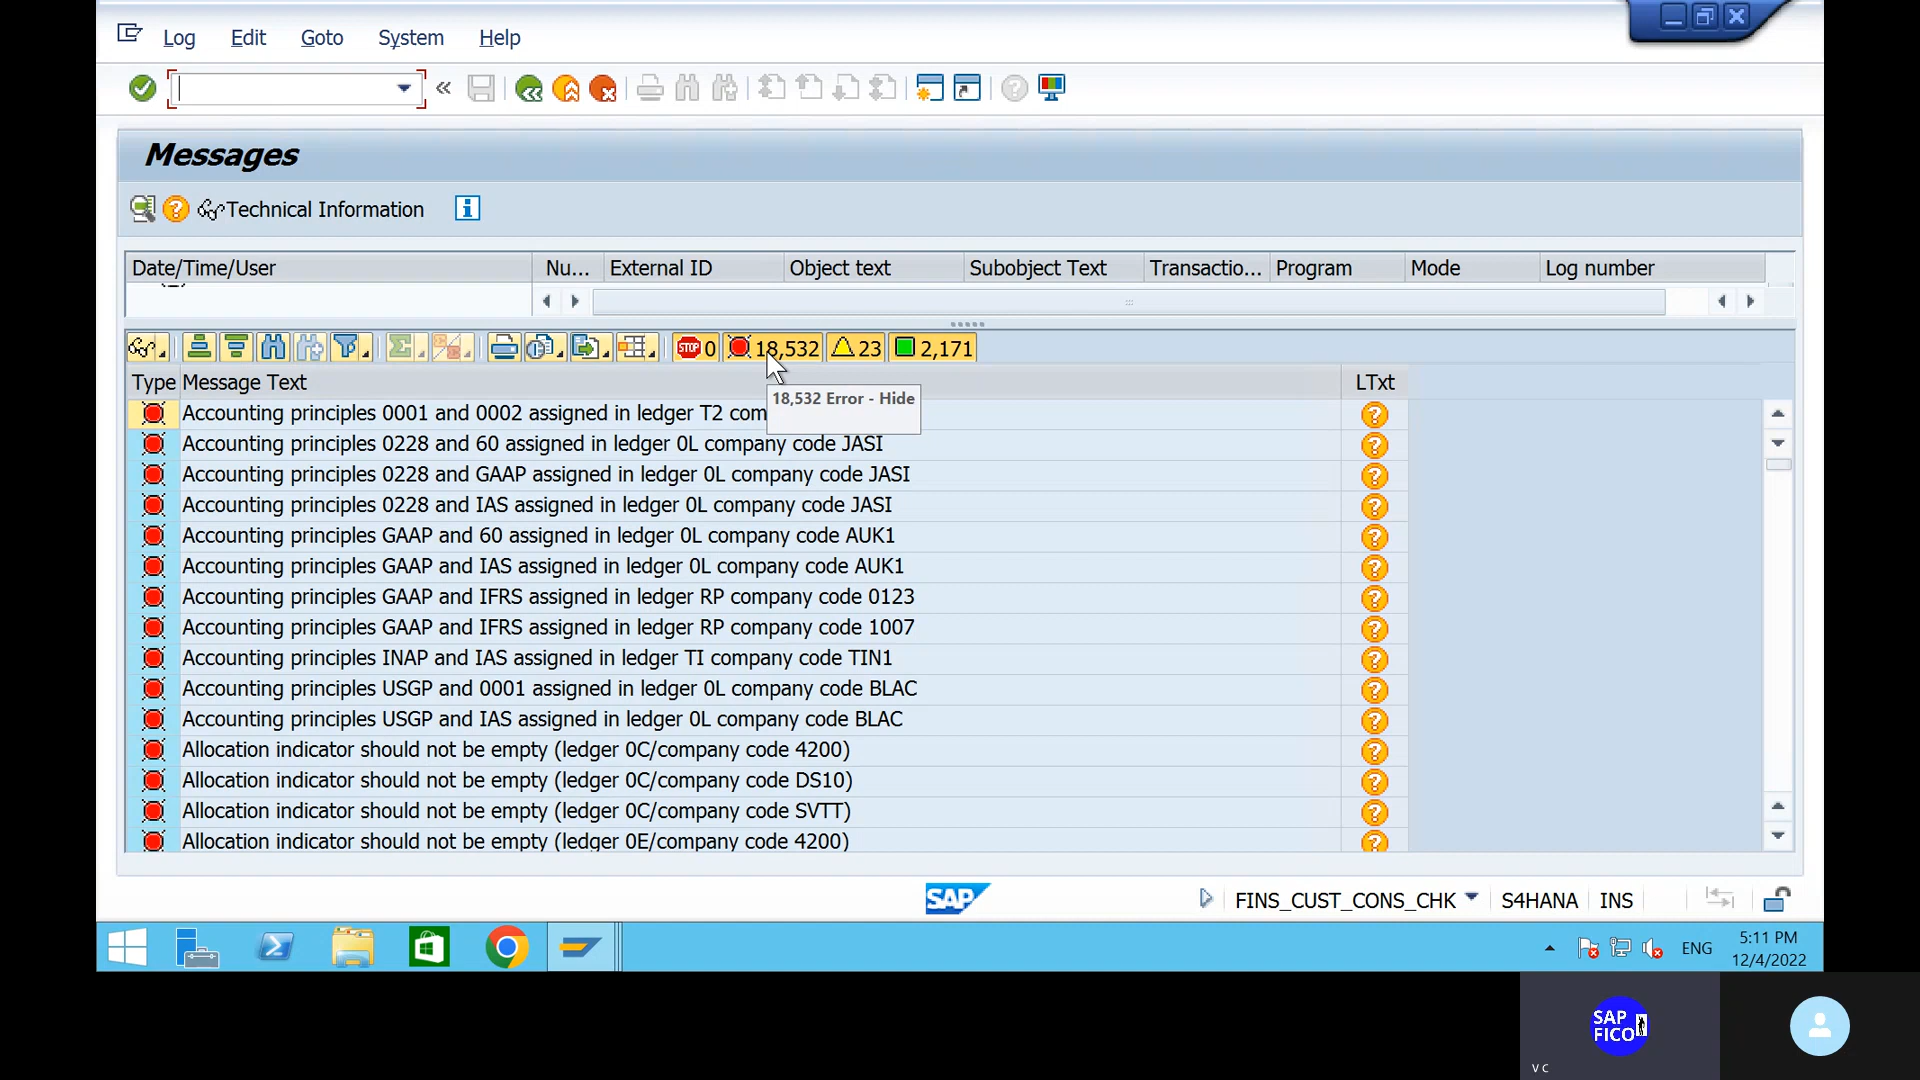 Log Edit Goto System Help
Messages
Technical Information
Date/Time/User Nu... External ID Object text Subobject Text Transactio... Program Mode Log number
STOP 0 18,532 23 2,171
Type Message Text LTxt
18,532 Error - Hide
Accounting principles 0001 and 0002 assigned in ledger T2 com
Accounting principles 0228 and 60 assigned in ledger 0L company code JASI
Accounting principles 0228 and GAAP assigned in ledger 0L company code JASI
Accounting principles 0228 and IAS assigned in ledger 0L company code JASI
Accounting principles GAAP and 60 assigned in ledger 0L company code AUK1
Accounting principles GAAP and IAS assigned in ledger 0L company code AUK1
Accounting principles GAAP and IFRS assigned in ledger RP company code 0123
Accounting principles GAAP and IFRS assigned in ledger RP company code 1007
Accounting principles INAP and IAS assigned in ledger TI company code TIN1
Accounting principles USGP and 0001 assigned in ledger 0L company code BLAC
Accounting principles USGP and IAS assigned in ledger 0L company code BLAC
Allocation indicator should not be empty (ledger 0C/company code 4200)
Allocation indicator should not be empty (ledger 0C/company code DS10)
Allocation indicator should not be empty (ledger 0C/company code SVTT)
Allocation indicator should not be empty (ledger 0E/company code 4200)
SAP FINS_CUST_CONS_CHK S4HANA INS
ENG
5:11 PM
12/4/2022
SAP
FICO
v c